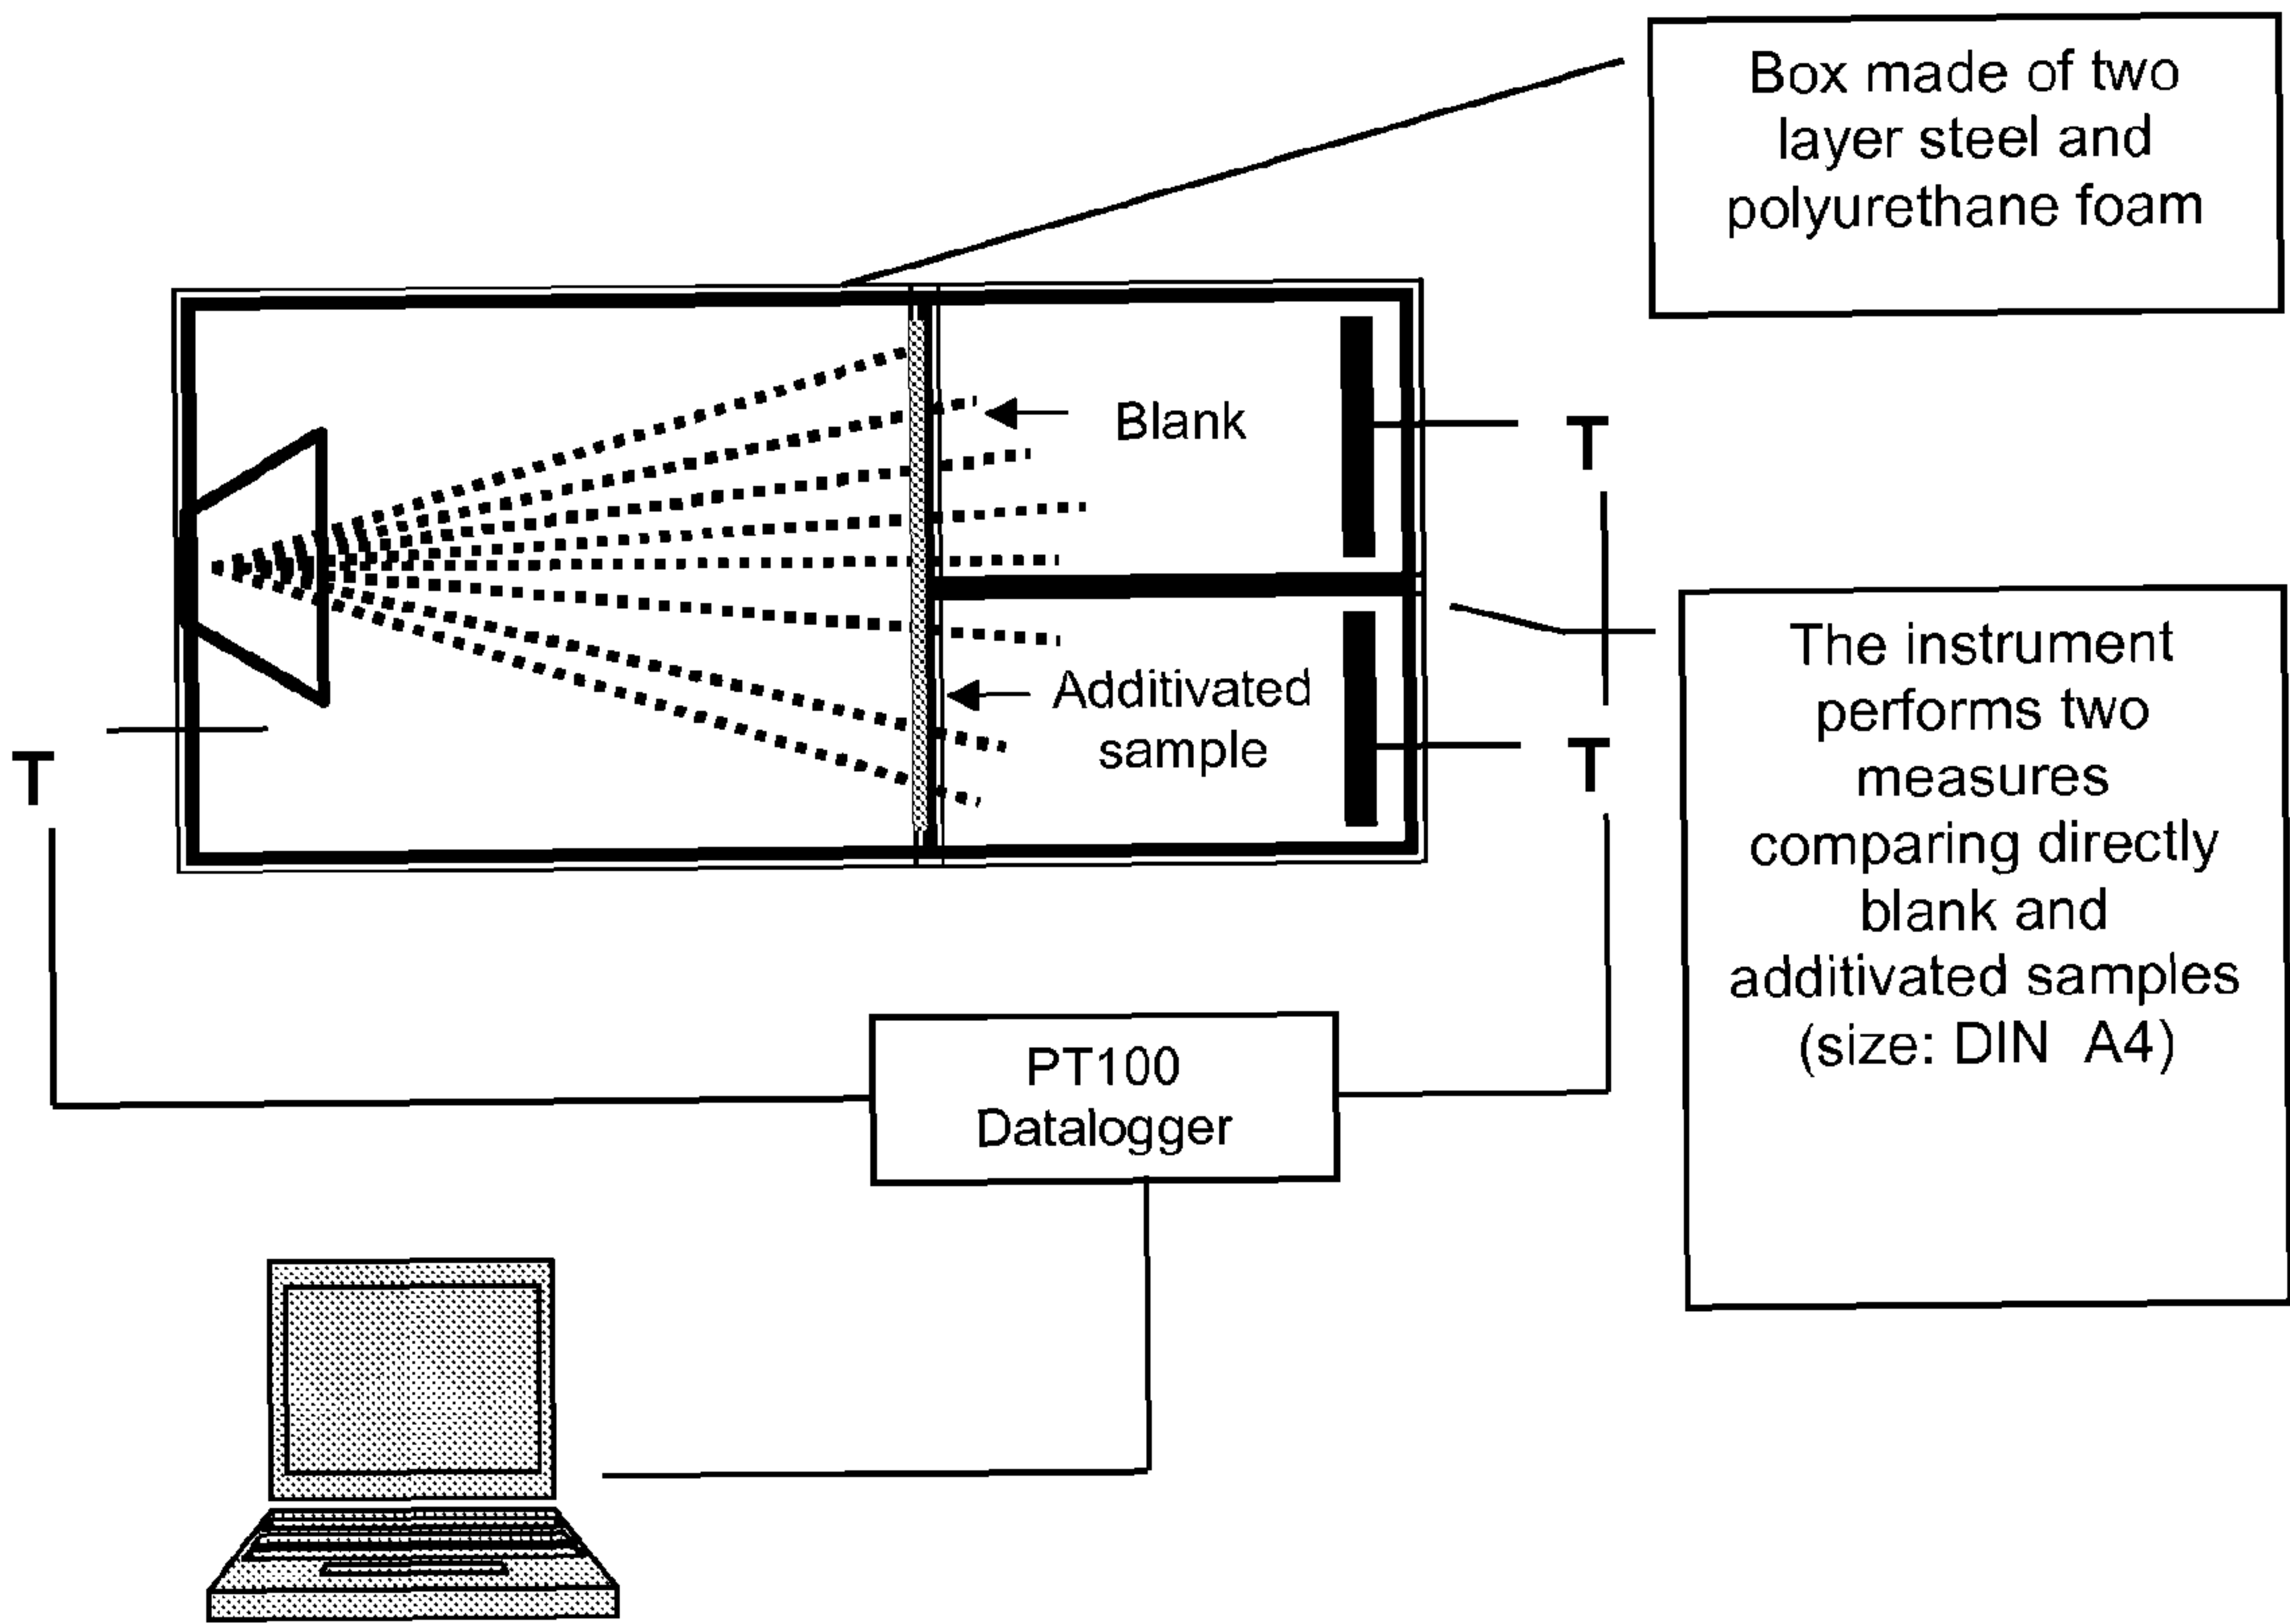 Box made of two
layer steel and
polyurethane foam
Blank
T
Additivated
sample
T
T
The instrument
performs two
measures
comparing directly
blank and
additivated samples
(size: DIN A4)
PT100
Datalogger